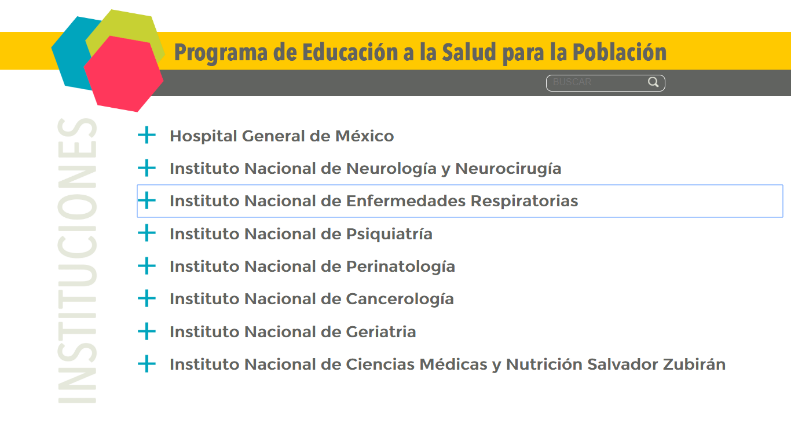 Programa de Educación a la Salud para la Población
BUSCAR
INSTITUCIONES
Hospital General de México
Instituto Nacional de Neurología y Neurocirugía
Instituto Nacional de Enfermedades Respiratorias
Instituto Nacional de Psiquiatría
Instituto Nacional de Perinatología
Instituto Nacional de Cancerología
Instituto Nacional de Geriatria
Instituto Nacional de Ciencias Médicas y Nutrición Salvador Zubirán